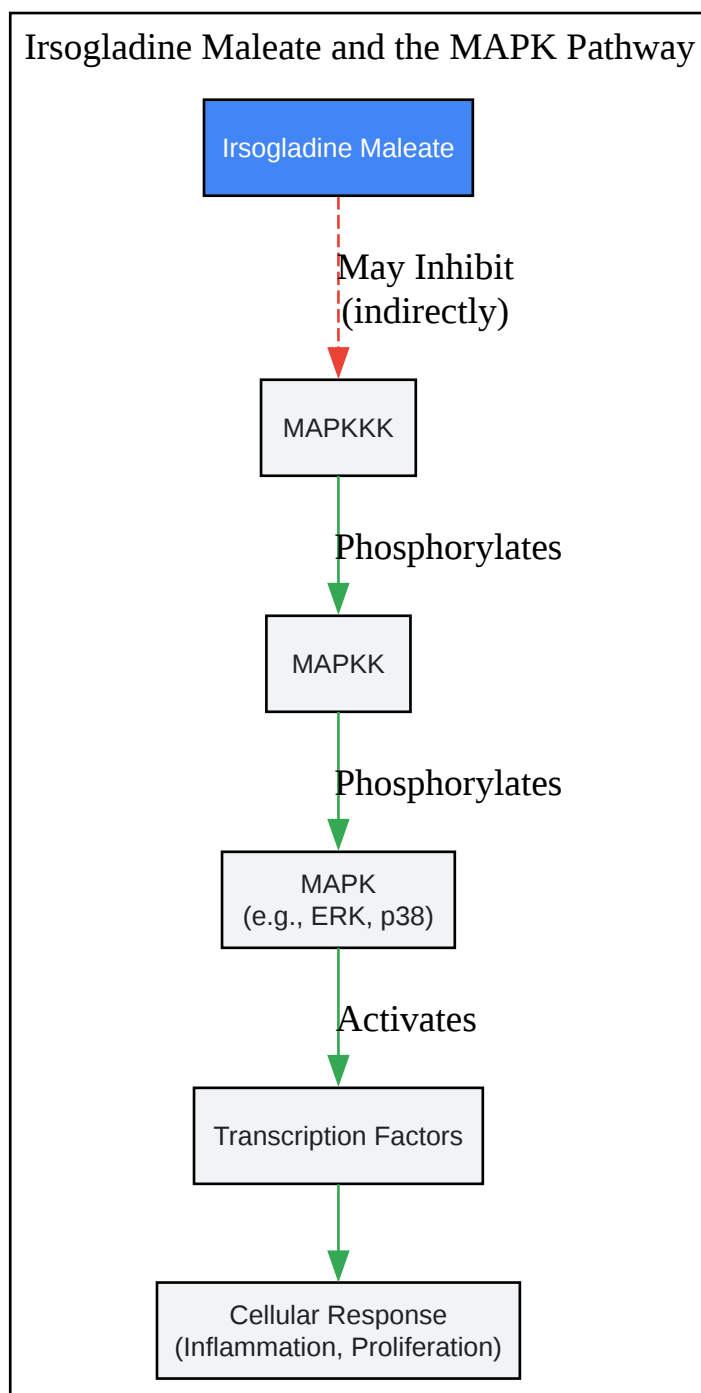 Irsogladine Maleate and the MAPK Pathway
Irsogladine Maleate
May Inhibit
(indirectly)
MAPKKK
Phosphorylates
MAPKK
Phosphorylates
MAPK
(e.g., ERK, p38)
Activates
Transcription Factors
Cellular Response
(Inflammation, Proliferation)